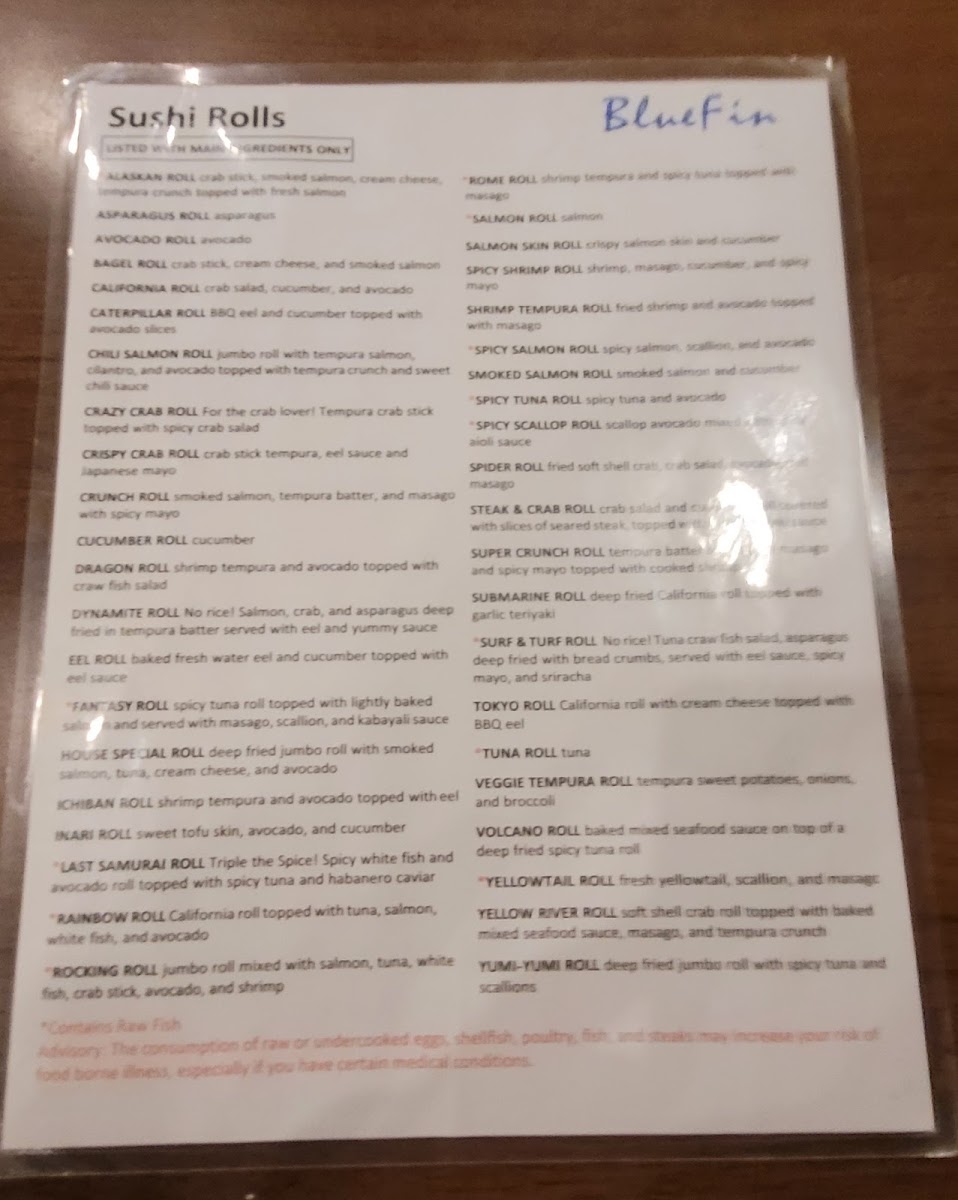 Sushi Rolls
BlueFin
LISTED WITH MAIN INGREDIENTS ONLY
ALASKAN ROLL crab stick, smoked salmon, cream cheese,
tempura crunch topped with fresh salmon
ASPARAGUS ROLL asparagus
AVOCADO ROLL avocado
BAGEL ROLL crab stick, cream cheese, and smoked salmon
CALIFORNIA ROLL crab salad, cucumber, and avocado
CATERPILLAR ROLL BBQ eel and cucumber topped with
avocado slices
CHILI SALMON ROLL jumbo roll with tempura salmon,
cilantro, and avocado topped with tempura crunch and sweet
chili sauce
CRAZY CRAB ROLL For the crab lover! Tempura crab stick
topped with spicy crab salad
CRISPY CRAB ROLL crab stick tempura, eel sauce and
Japanese mayo
CRUNCH ROLL smoked salmon, tempura batter, and masago
with spicy mayo
CUCUMBER ROLL cucumber
DRAGON ROLL shrimp tempura and avocado topped with
craw fish salad
DYNAMITE ROLL No rice! Salmon, crab, and asparagus deep
fried in tempura batter served with eel and yummy sauce
EEL ROLL baked fresh water eel and cucumber topped with
eel sauce
*FANTASY ROLL spicy tuna roll topped with lightly baked
salmon and served with masago, scallion, and kabayali sauce
HOUSE SPECIAL ROLL deep fried jumbo roll with smoked
salmon, tuna, cream cheese, and avocado
ICHIBAN ROLL shrimp tempura and avocado topped with eel
INARI ROLL sweet tofu skin, avocado, and cucumber
*LAST SAMURAI ROLL Triple the Spice! Spicy white fish and
avocado roll topped with spicy tuna and habanero caviar
*RAINBOW ROLL California roll topped with tuna, salmon,
white fish, and avocado
*ROCKING ROLL jumbo roll mixed with salmon, tuna, white
fish, crab stick, avocado, and shrimp
*ROME ROLL shrimp tempura and spicy tuna topped with
masago
*SALMON ROLL salmon
SALMON SKIN ROLL crispy salmon skin and cucumber
SPICY SHRIMP ROLL shrimp, masago, cucumber, and spicy
mayo
SHRIMP TEMPURA ROLL fried shrimp and avocado topped
with masago
*SPICY SALMON ROLL spicy salmon, scallion, and avocado
SMOKED SALMON ROLL smoked salmon and cucumber
*SPICY TUNA ROLL spicy tuna and avocado
*SPICY SCALLOP ROLL scallop avocado mixed
aioli sauce
SPIDER ROLL fried soft shell crab, crab salad, avocado
masago
STEAK & CRAB ROLL crab salad and covered
with slices of seared steak, topped sauce
SUPER CRUNCH ROLL tempura batter masago
and spicy mayo topped with cooked shrimp
SUBMARINE ROLL deep fried California roll topped with
garlic teriyaki
*SURF & TURF ROLL No rice! Tuna craw fish salad, asparagus
deep fried with bread crumbs, served with eel sauce, spicy
mayo, and sriracha
TOKYO ROLL California roll with cream cheese topped with
BBQ eel
*TUNA ROLL tuna
VEGGIE TEMPURA ROLL tempura sweet potatoes, onions,
and broccoli
VOLCANO ROLL baked mixed seafood sauce on top of a
deep fried spicy tuna roll
*YELLOWTAIL ROLL fresh yellowtail, scallion, and masago
YELLOW RIVER ROLL soft shell crab roll topped with baked
mixed seafood sauce, masago, and tempura crunch
YUMI-YUMI ROLL deep fried jumbo roll with spicy tuna and
scallions
*Contains Raw Fish
Advisory: The consumption of raw or undercooked eggs, shellfish, poultry, fish, and steaks may increase your risk of
food borne illness, especially if you have certain medical conditions.